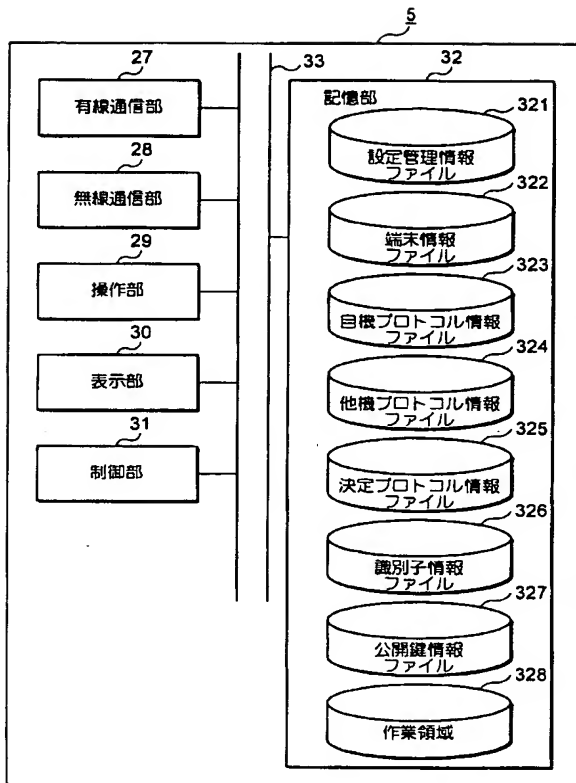 5
27
有線通信部
28
無線通信部
29
操作部
30
表示部
31
制御部
33
32
記憶部
321
設定管理情報
ファイル
322
端末情報
ファイル
323
自機プロトコル情報
ファイル
324
他機プロトコル情報
ファイル
325
決定プロトコル情報
ファイル
326
識別子情報
ファイル
327
公開鍵情報
ファイル
328
作業領域